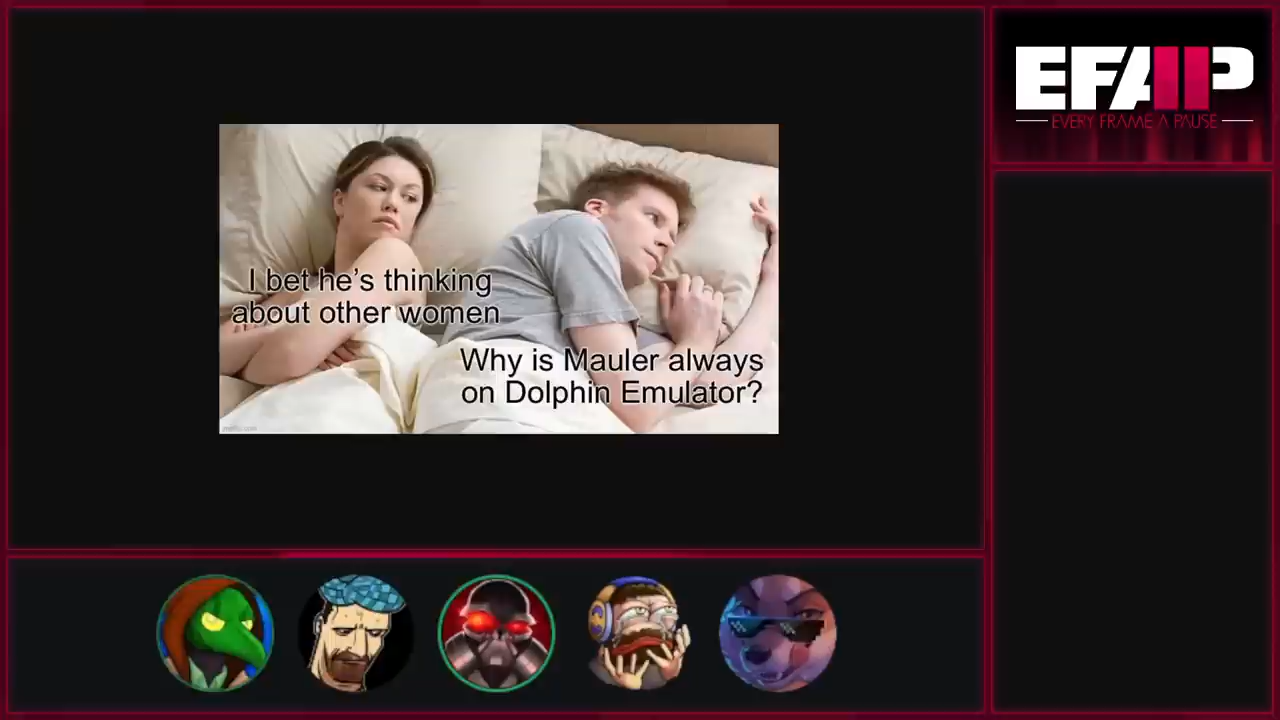 EFAP
EVERY FRAME A PAUSE
I bet he's thinking
about other women
Why is Mauler always
on Dolphin Emulator?